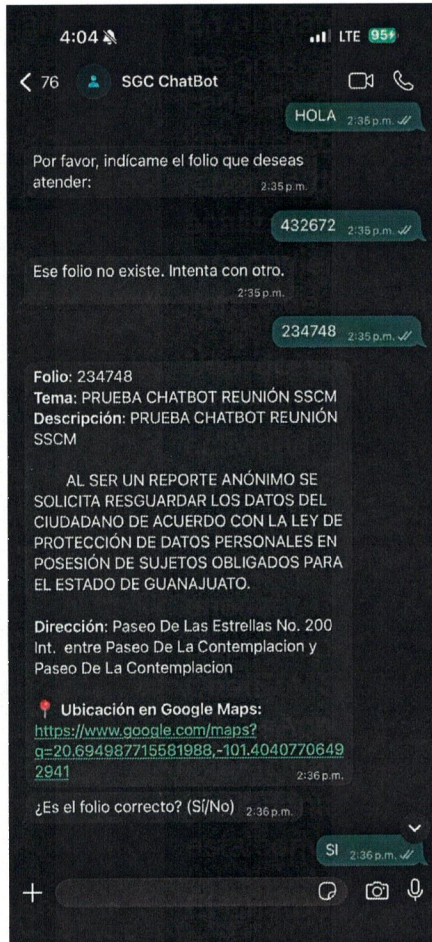 4:04
LTE 95
76 SGC ChatBot
HOLA 2:35 p.m.
Por favor, indícame el folio que deseas
atender:
2:35 p.m.
432672 2:35 p.m.
Ese folio no existe. Intenta con otro.
2:35 p.m.
234748 2:35 p.m.
Folio: 234748
Tema: PRUEBA CHATBOT REUNIÓN SSCM
Descripción: PRUEBA CHATBOT REUNIÓN
SSCM
AL SER UN REPORTE ANÓNIMO SE
SOLICITA RESGUARDAR LOS DATOS DEL
CIUDADANO DE ACUERDO CON LA LEY DE
PROTECCIÓN DE DATOS PERSONALES EN
POSESIÓN DE SUJETOS OBLIGADOS PARA
EL ESTADO DE GUANAJUATO.
Dirección: Paseo De Las Estrellas No. 200
Int. entre Paseo De La Contemplacion y
Paseo De La Contemplacion
Ubicación en Google Maps:
https://www.google.com/maps?
q=20.694987715581988,-101.4040770649
2941
2:36 p.m.
¿Es el folio correcto? (Sí/No) 2:36 p.m.
SI 2:36 p.m.